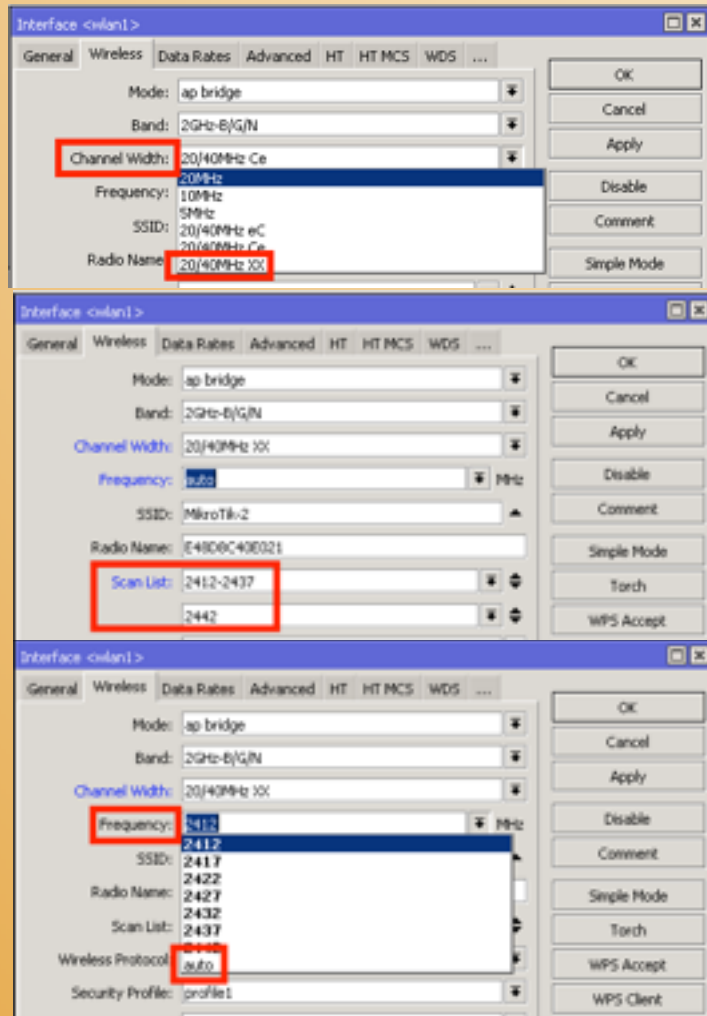 Interface <wlan1>
General Wireless Data Rates Advanced HT HT MCS WDS ...
Mode: ap bridge
OK
Band: 2GHz-B/G/N
Cancel
Channel Width: 20/40MHz Ce
Apply
20MHz
Frequency: 10MHz
Disable
5MHz
SSID: 20/40MHz eC
Comment
20/40MHz Ce
Radio Name 20/40MHz XX
Simple Mode
Interface <wlan1>
General Wireless Data Rates Advanced HT HT MCS WDS ...
OK
Mode: ap bridge
Cancel
Band: 2GHz-B/G/N
Apply
Channel Width: 20/40MHz XX
Frequency: auto MHz
Disable
SSID: MikroTik-2
Comment
Radio Name: E48D8C40E021
Simple Mode
Scan List: 2412-2437
Torch
2442
WPS Accept
Interface <wlan1>
General Wireless Data Rates Advanced HT HT MCS WDS ...
OK
Mode: ap bridge
Cancel
Band: 2GHz-B/G/N
Apply
Channel Width: 20/40MHz XX
Frequency: 2412 MHz
Disable
2412
SSID: 2417
Comment
2422
Radio Name: 2427
Simple Mode
2432
Scan List: 2437
Torch
Wireless Protocol auto
WPS Accept
Security Profile: profile1
WPS Client